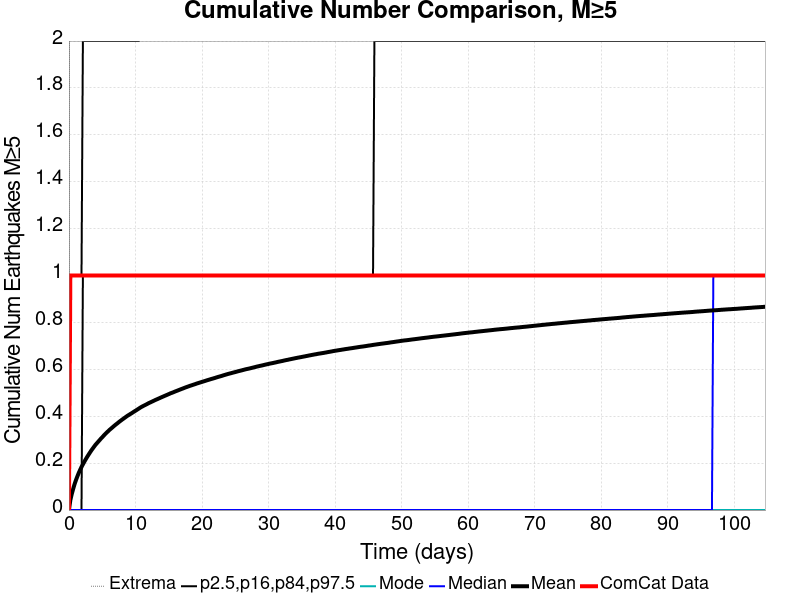 Cumulative Number Comparison, M≥5
Cumulative Num Earthquakes M≥5
2
1.8
1.6
1.4
1.2
1
0.8
0.6
0.4
0.2
0
0 10 20 30 40 50 60 70 80 90 100
Time (days)
Extrema p2.5,p16,p84,p97.5 Mode Median Mean ComCat Data